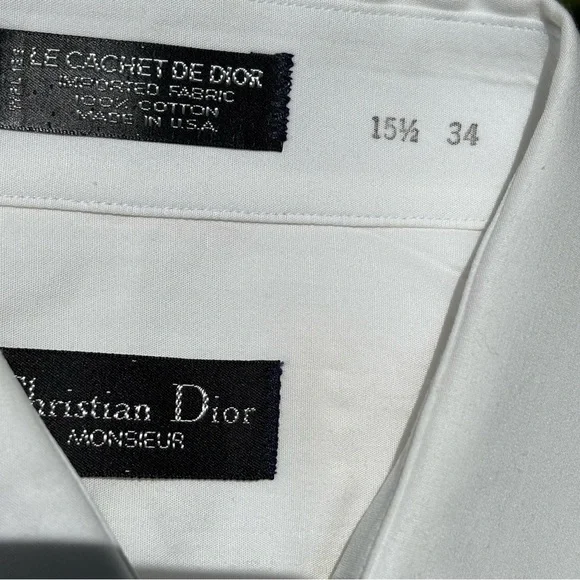 LE CACHET DE DIOR
IMPORTED FABRIC
100% COTTON
MADE IN U.S.A.
15½ 34
Christian Dior
MONSIEUR